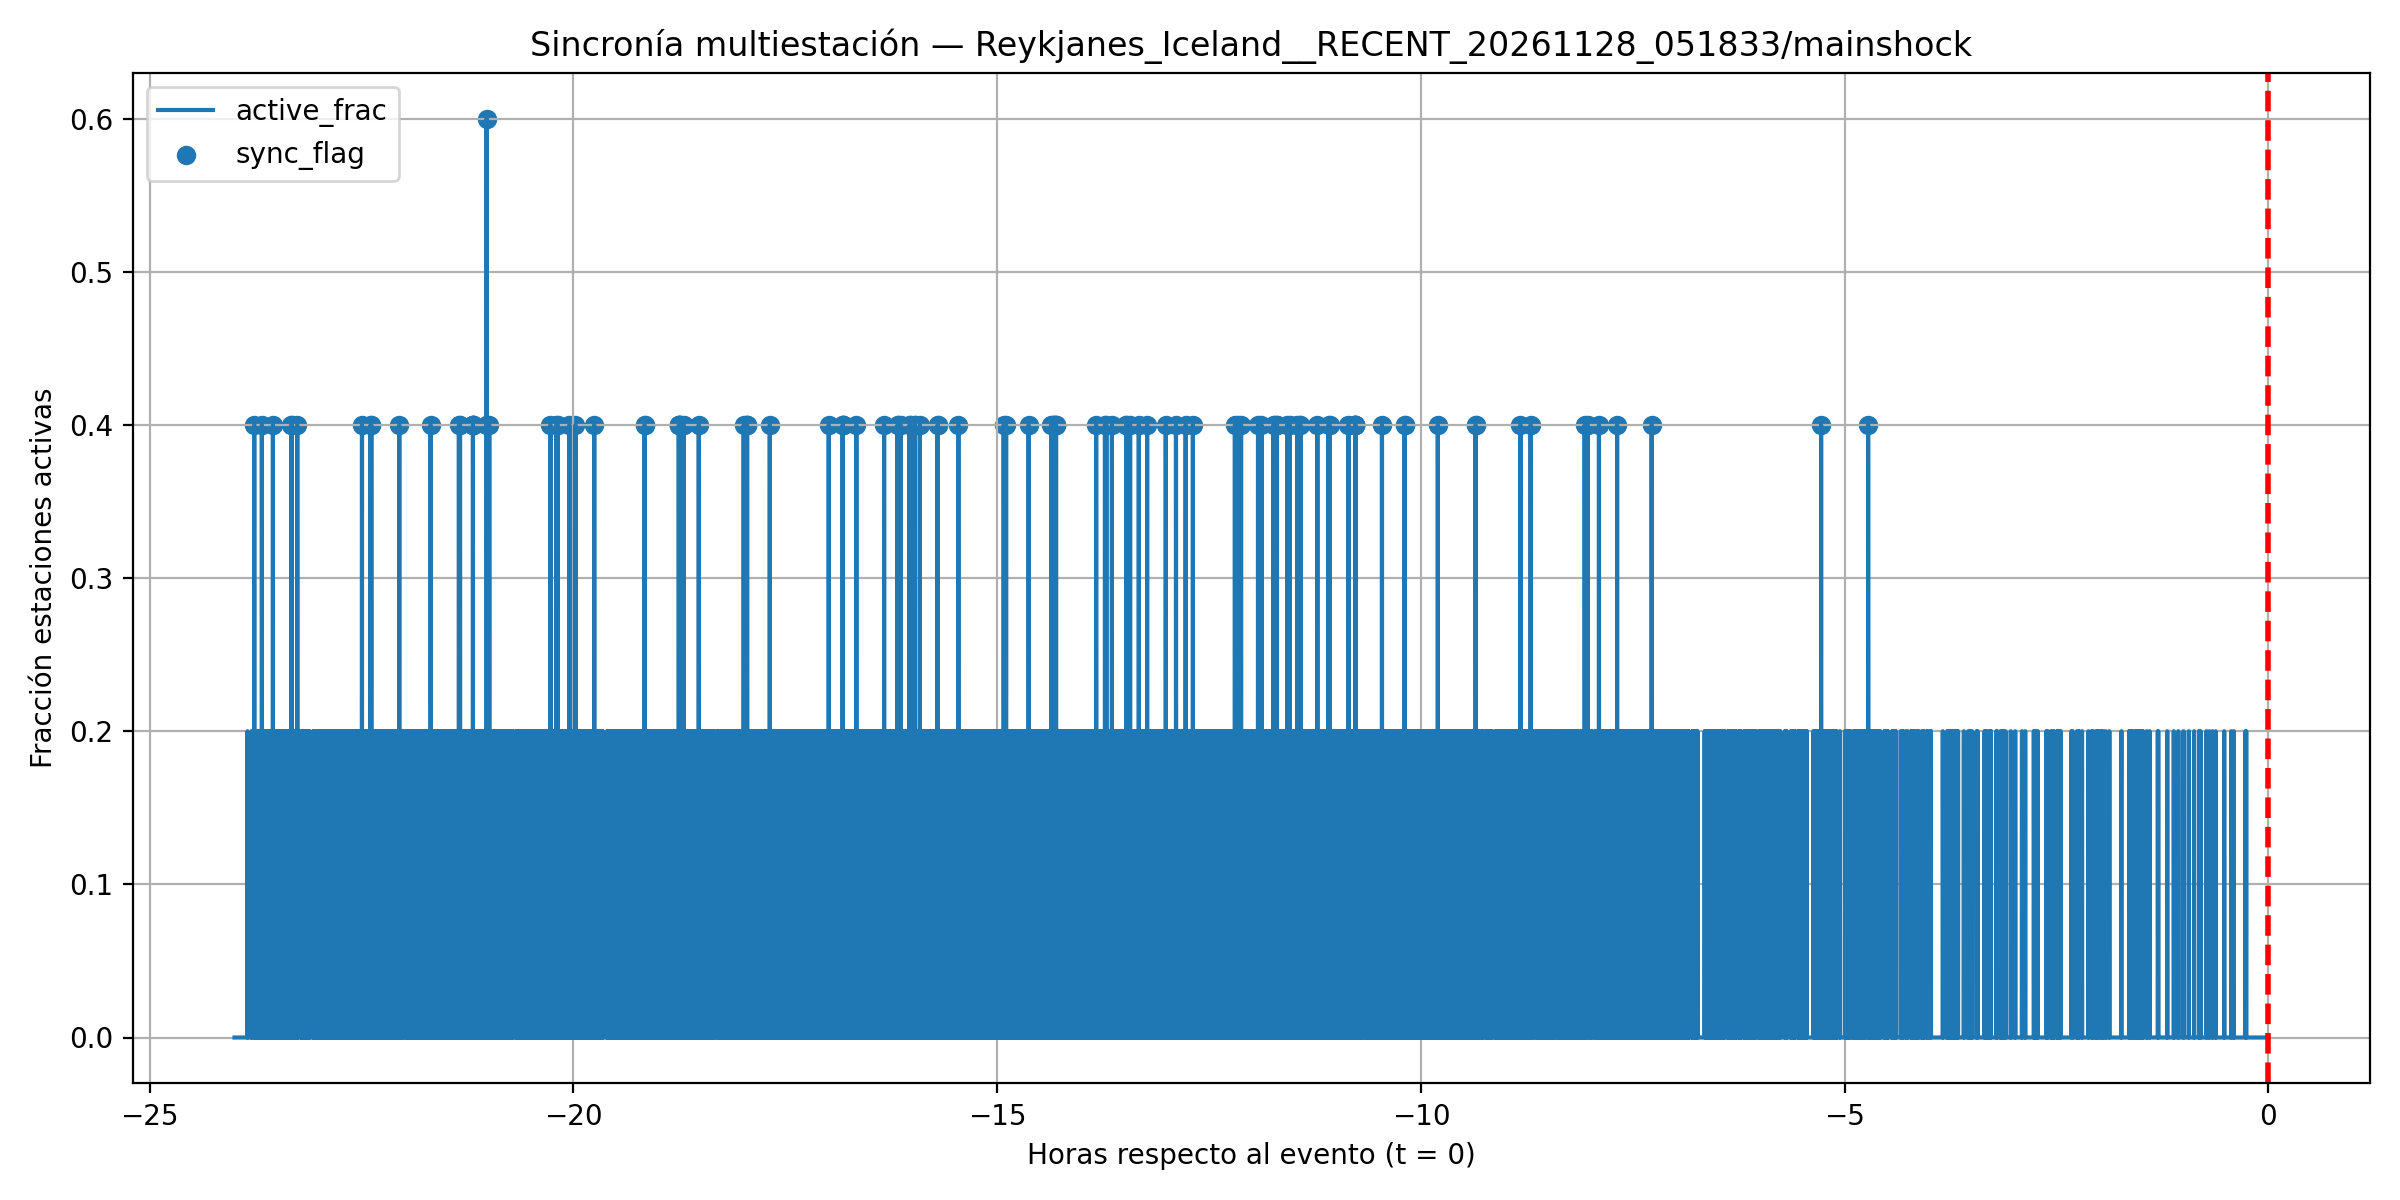 Sincronía multiestación — Reykjanes_Iceland__RECENT_20261128_051833/mainshock
active_frac
sync_flag
Fracción estaciones activas
0.6
0.5
0.4
0.3
0.2
0.1
0.0
−25
−20
−15
−10
−5
0
Horas respecto al evento (t = 0)